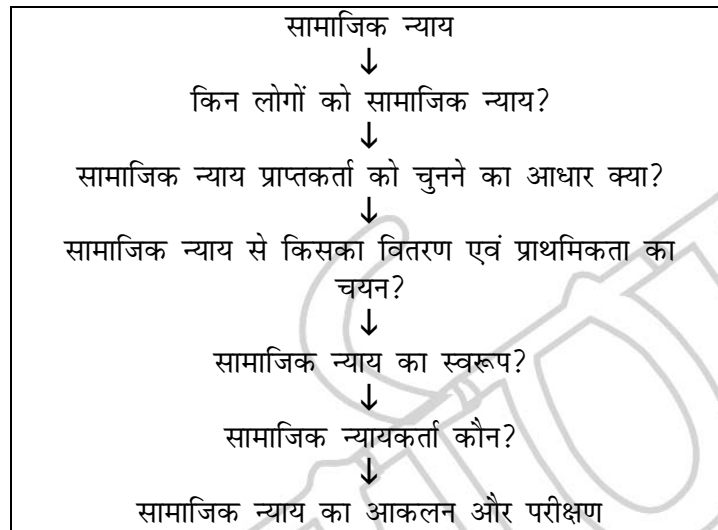 सामाजिक न्याय
↓
किन लोगों को सामाजिक न्याय?
↓
सामाजिक न्याय प्राप्तकर्ता को चुनने का आधार क्या?
↓
सामाजिक न्याय से किसका वितरण एवं प्राथमिकता का
चयन?
↓
सामाजिक न्याय का स्वरूप?
↓
सामाजिक न्यायकर्ता कौन?
↓
सामाजिक न्याय का आकलन और परीक्षण